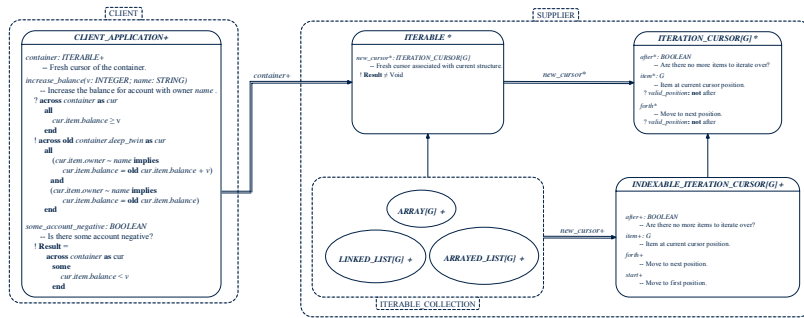 CLIENT
CLIENT_APPLICATION+
container: ITERABLE+
-- Fresh cursor of the container.
increase_balance(v: INTEGER; name: STRING)
-- Increase the balance for account with owner name .
? across container as cur
all
cur.item.balance ≥ v
end
! across old container.deep_twin as cur
all
(cur.item.owner ~ name implies
cur.item.balance = old cur.item.balance + v)
and
(cur.item.owner ~ name implies
cur.item.balance = old cur.item.balance)
end
some_account_negative: BOOLEAN
-- Is there some account negative?
! Result =
across container as cur
some
cur.item.balance < v
end
container+
SUPPLIER
ITERABLE *
new_cursor*: ITERATION_CURSOR[G]
-- Fresh cursor associated with current structure.
! Result ≠ Void
new_cursor*
ITERATION_CURSOR[G] *
after*: BOOLEAN
-- Are there no more items to iterate over?
item*: G
-- Item at current cursor position.
? valid_position: not after
forth*
-- Move to next position.
? valid_position: not after
ARRAY[G] +
LINKED_LIST[G] +
ARRAYED_LIST[G] +
ITERABLE_COLLECTION
new_cursor+
INDEXABLE_ITERATION_CURSOR[G] +
after+: BOOLEAN
-- Are there no more items to iterate over?
item+: G
-- Item at current cursor position.
forth+
-- Move to next position.
start+
-- Move to first position.